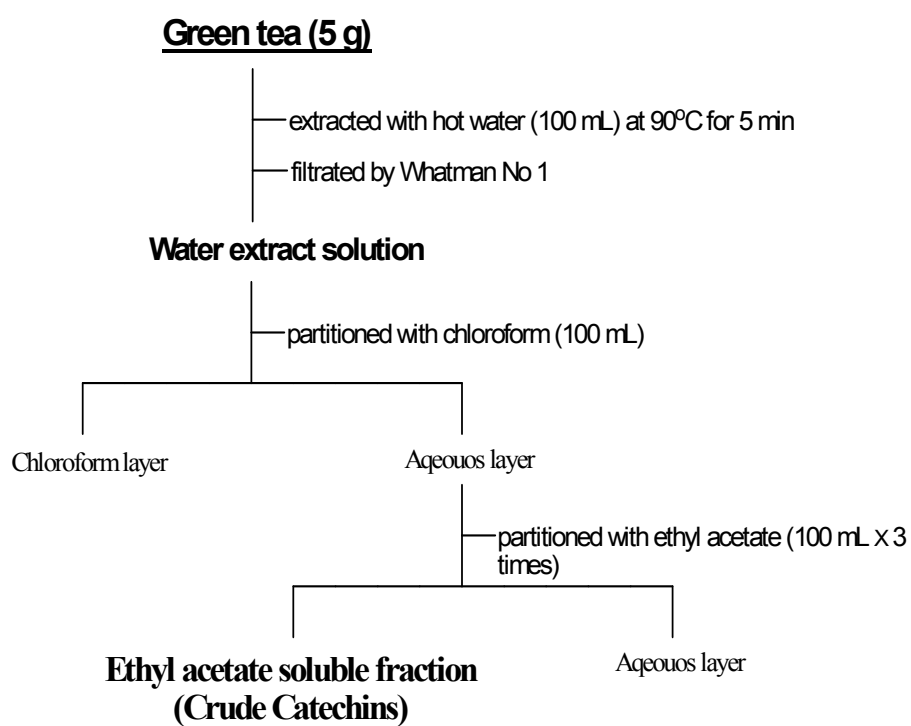 Green tea (5 g)
extracted with hot water (100 mL) at 90°C for 5 min
filtrated by Whatman No 1
Water extract solution
partitioned with chloroform (100 mL)
Chloroform layer
Aqeouos layer
partitioned with ethyl acetate (100 mL X 3
times)
Ethyl acetate soluble fraction
(Crude Catechins)
Aqeouos layer